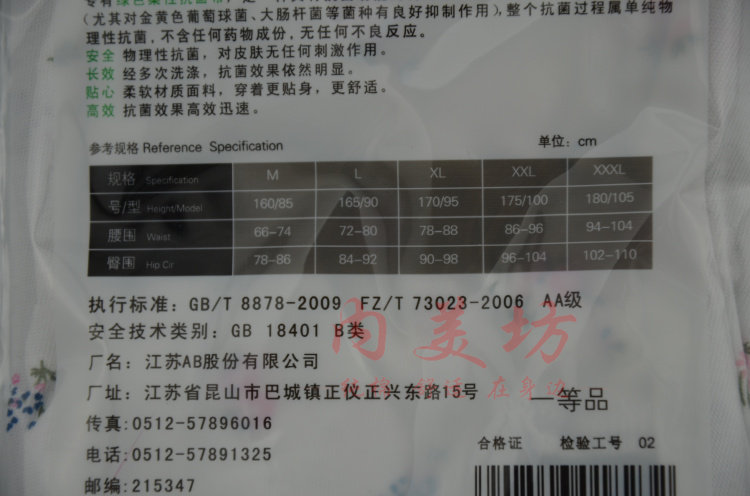 绿色柔性抗菌
(尤其对金黄色葡萄球菌、大肠杆菌等菌种有良好抑制作用),整个抗菌过程属单纯物
理性抗菌,不含任何药物成份,无任何不良反应。
安全 物理性抗菌,对皮肤无任何刺激作用。
长效 经多次洗涤,抗菌效果依然明显。
贴心 柔软材质面料,穿着更贴身,更舒适。
高效 抗菌效果高效迅速。
参考规格 Reference Specification 单位: cm
规格 Specification M L XL XXL XXXL
号/型 Height/Model 160/85 165/90 170/95 175/100 180/105
腰围 Waist 66-74 72-80 78-88 86-96 94-104
臀围 Hip Cir 78-86 84-92 90-98 96-104 102-110
执行标准: GB/T 8878-2009 FZ/T 73023-2006 AA级
安全技术类别: GB 18401 B类
内美坊
厂名: 江苏AB股份有限公司
在身边
厂址: 江苏省昆山市巴城镇正仪正兴东路15号
一等品
传真:0512-57896016
电话:0512-57891325
合格证 检验工号 02
邮编:215347